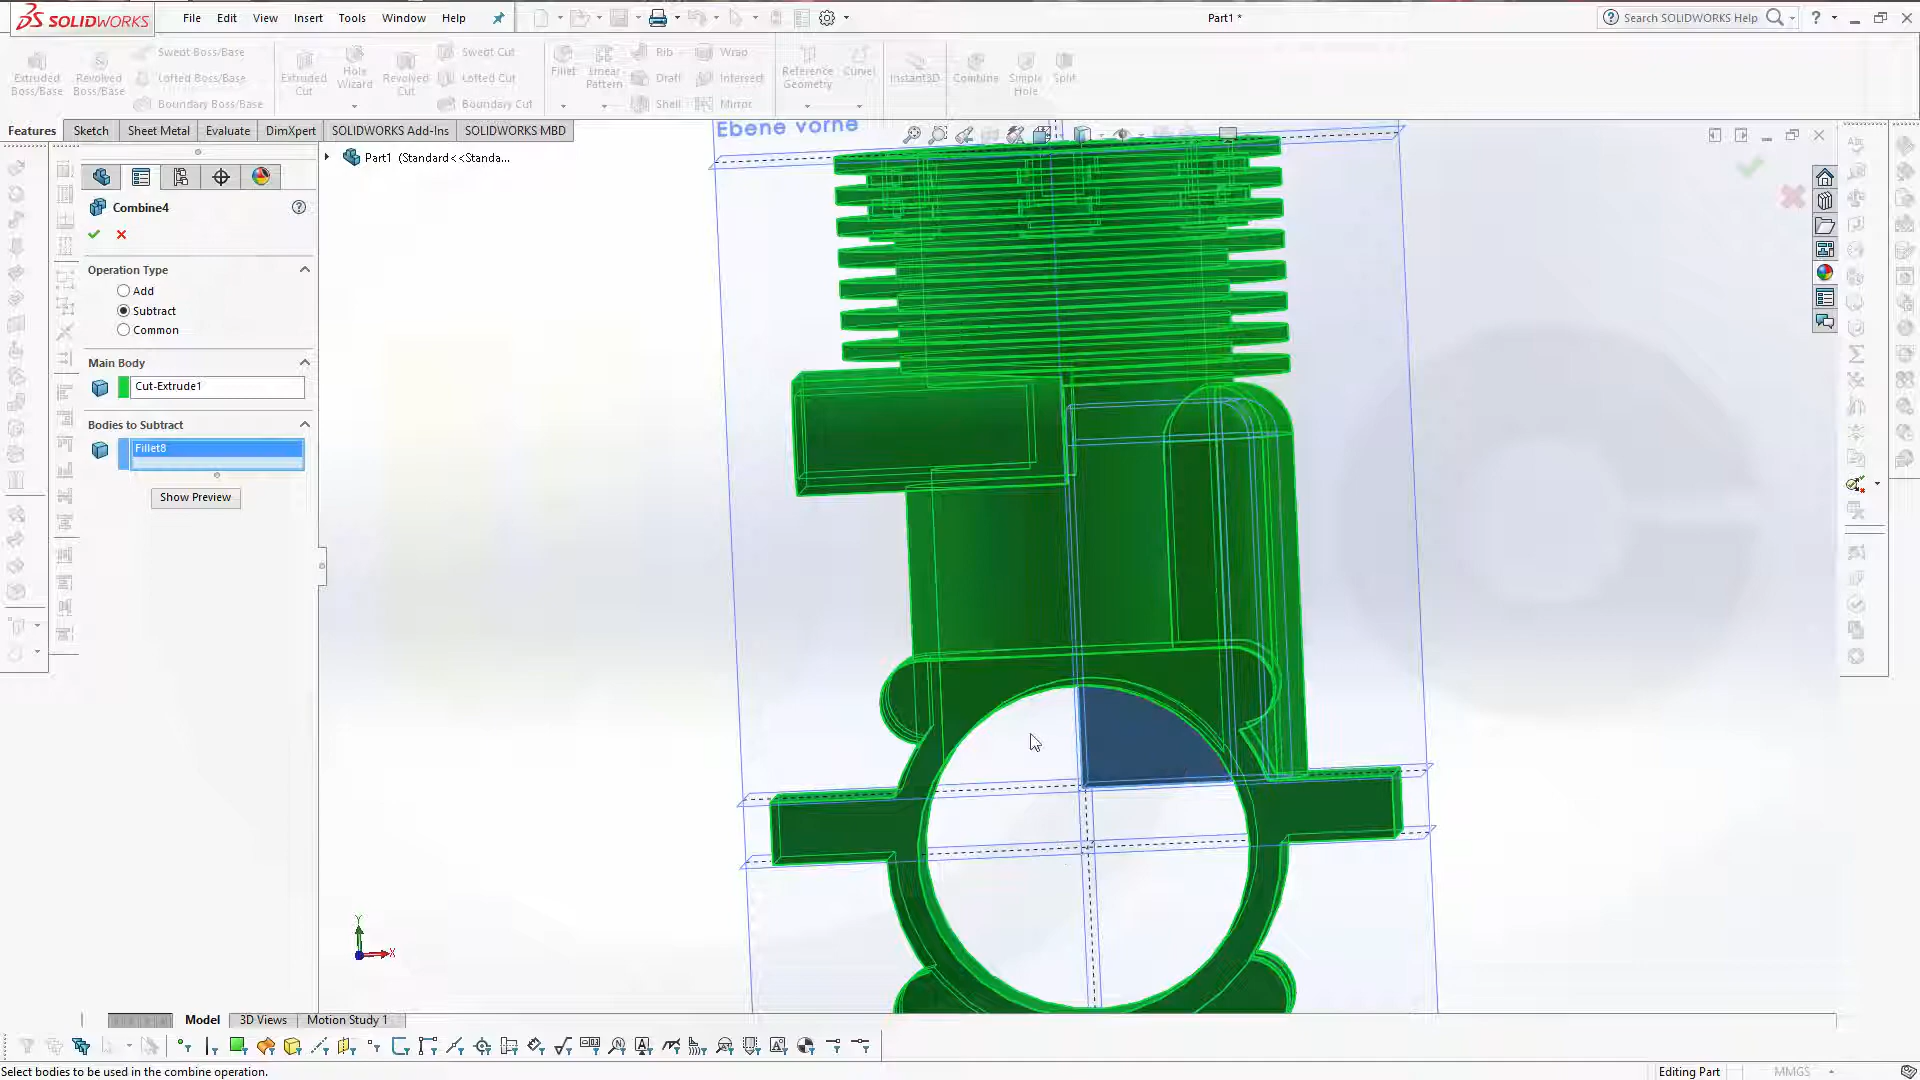 SOLIDWORKS
File Edit View Insert Tools Window Help
Part1 *
Search SOLIDWORKS Help
Extruded Boss/Base
Revolved Boss/Base
Swept Boss/Base
Lofted Boss/Base
Boundary Boss/Base
Extruded Cut
Hole Wizard
Revolved Cut
Swept Cut
Lofted Cut
Boundary Cut
Fillet
Linear Pattern
Rib
Draft
Shell
Wrap
Intersect
Mirror
Reference Geometry
Curves
Instant3D
Combine
Simple Hole
Split
Features Sketch Sheet Metal Evaluate DimXpert SOLIDWORKS Add-Ins SOLIDWORKS MBD
Ebene vorne
Part1 (Standard<<Standa...
Combine4
Operation Type
Add
Subtract
Common
Main Body
Cut-Extrude1
Bodies to Subtract
Fillet8
Show Preview
Y
X
Model 3D Views Motion Study 1
Select bodies to be used in the combine operation.
Editing Part
MMGS